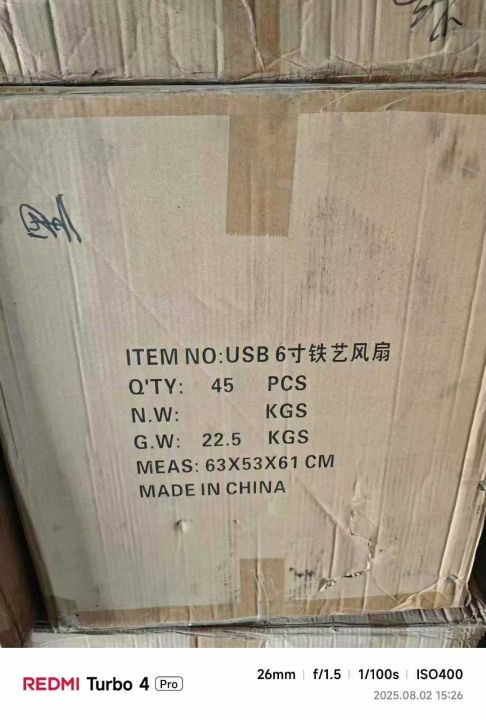 ITEM NO:USB 6寸铁艺风扇
Q'TY: 45 PCS
N.W: KGS
G.W: 22.5 KGS
MEAS: 63X53X61 CM
MADE IN CHINA
REDMI Turbo 4 Pro
26mm f/1.5 1/100s ISO400
2025.08.02 15:26